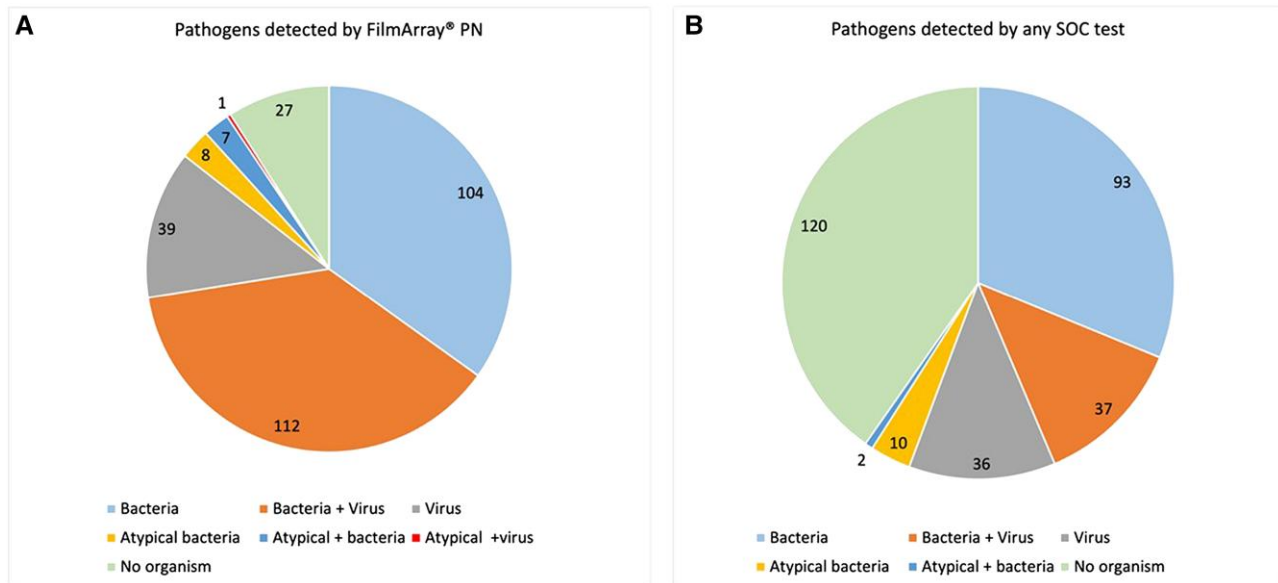 A
Pathogens detected by FilmArray® PN
1
27
7
8
104
39
112
Bacteria Bacteria + Virus Virus
Atypical bacteria Atypical + bacteria Atypical +virus
No organism
B
Pathogens detected by any SOC test
93
120
37
10
36
2
Bacteria Bacteria + Virus Virus
Atypical bacteria Atypical + bacteria No organism